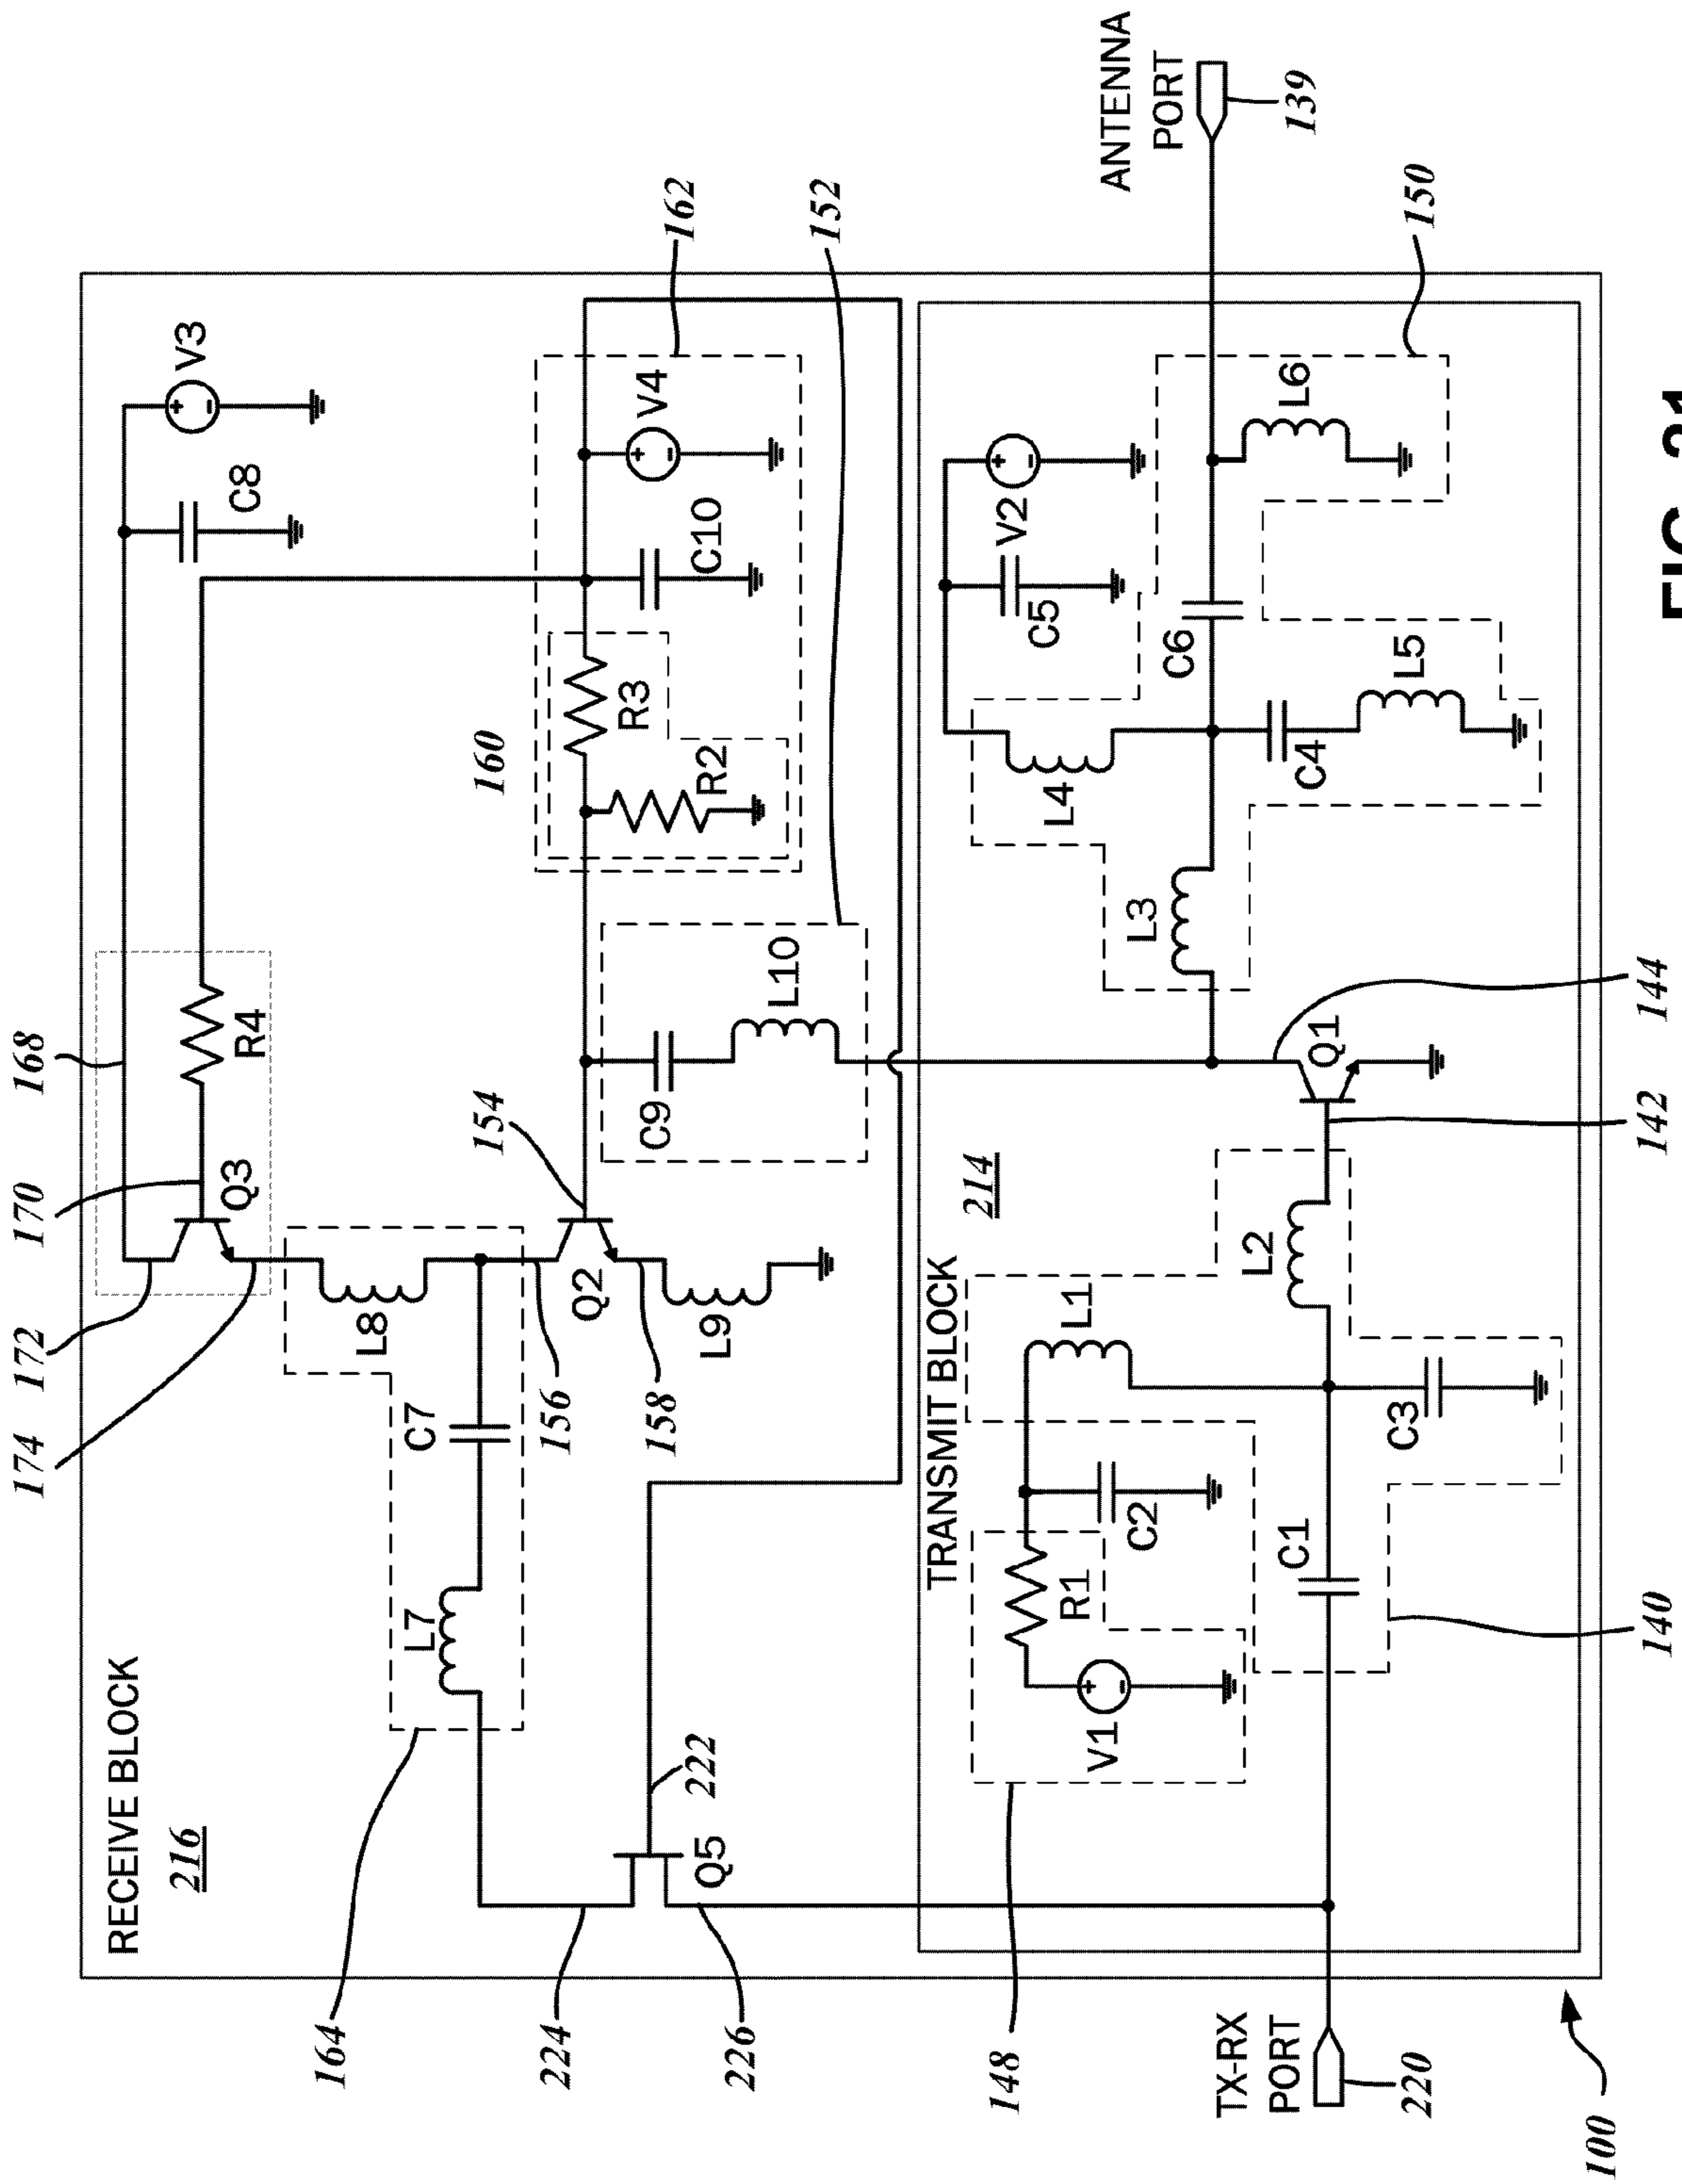 RECEIVE BLOCK
216
172
170
168
174
Q3
R4
C8
V3
164
L7
C7
L8
156
Q2
154
158
L9
160
R3
R2
C10
V4
162
152
C9
L10
224
222
Q5
226
TRANSMIT BLOCK
214
148
V1
R1
C2
L1
L2
C1
C3
140
142
Q1
144
L3
L4
C5
V2
C6
C4
L5
L6
150
ANTENNA
PORT
139
TX-RX
PORT
220
100
FIG.